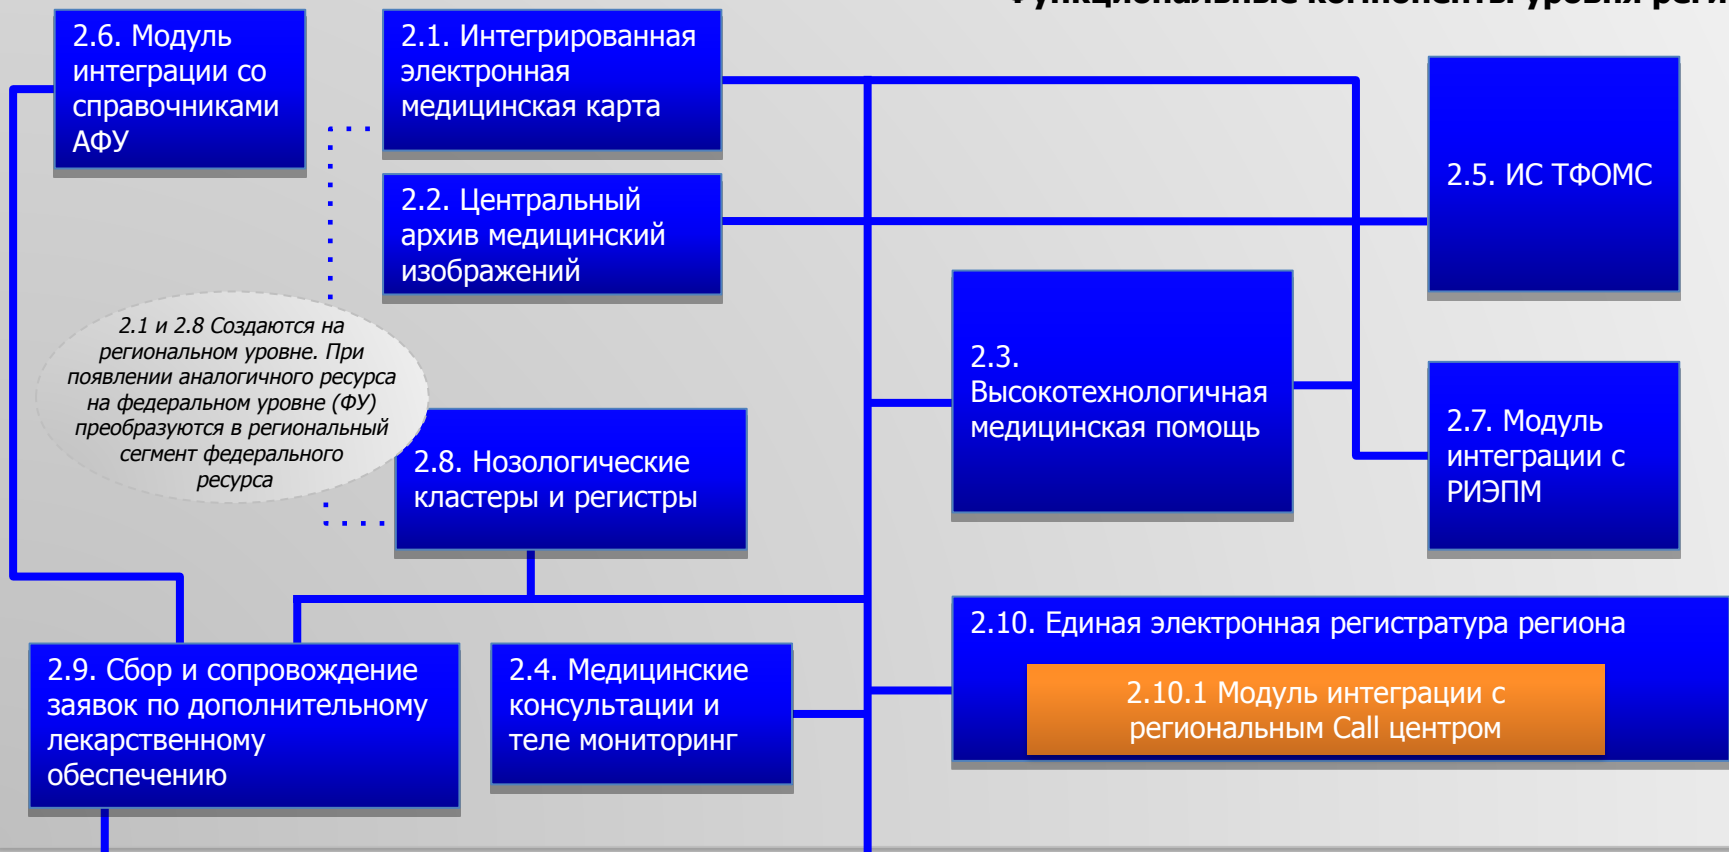 Функциональные компоненты уровня реги
2.6. Модуль
интеграции со
справочниками
АФУ
2.1. Интегрированная
электронная
медицинская карта
2.2. Центральный
архив медицинский
изображений
2.5. ИС ТФОМС
2.1 и 2.8 Создаются на
региональном уровне. При
появлении аналогичного ресурса
на федеральном уровне (ФУ)
преобразуются в региональный
сегмент федерального
ресурса
2.3.
Высокотехнологичная
медицинская помощь
2.7. Модуль
интеграции с
РИЭПМ
2.8. Нозологические
кластеры и регистры
2.9. Сбор и сопровождение
заявок по дополнительному
лекарственному
обеспечению
2.4. Медицинские
консультации и
теле мониторинг
2.10. Единая электронная регистратура региона
2.10.1 Модуль интеграции с
региональным Call центром